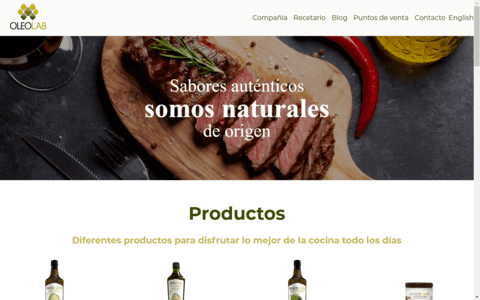 OLEOLAB
Compañía Recetario Blog Puntos de venta Contacto English
Sabores auténticos
somos naturales
de origen
Productos
Diferentes productos para disfrutar lo mejor de la cocina todo los días